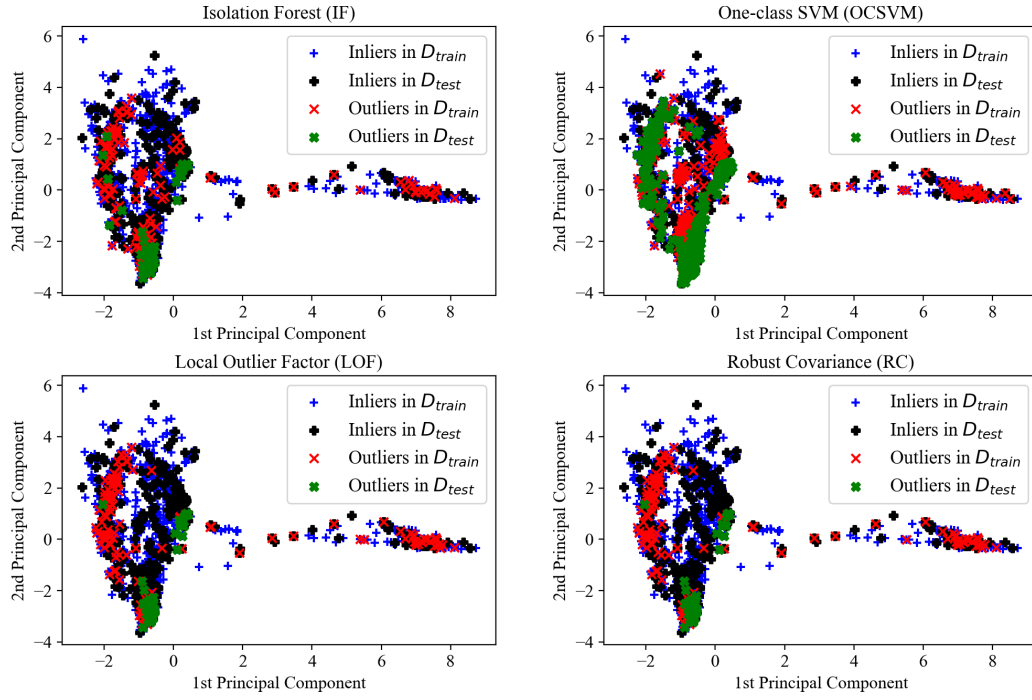 Isolation Forest (IF)
6
4
2
0
−2
−4
2nd Principal Component
Inliers in D_train
Inliers in D_test
Outliers in D_train
Outliers in D_test
−2 0 2 4 6 8
1st Principal Component
One-class SVM (OCSVM)
6
4
2
0
−2
−4
2nd Principal Component
Inliers in D_train
Inliers in D_test
Outliers in D_train
Outliers in D_test
−2 0 2 4 6 8
1st Principal Component
Local Outlier Factor (LOF)
6
4
2
0
−2
−4
2nd Principal Component
Inliers in D_train
Inliers in D_test
Outliers in D_train
Outliers in D_test
−2 0 2 4 6 8
1st Principal Component
Robust Covariance (RC)
6
4
2
0
−2
−4
2nd Principal Component
Inliers in D_train
Inliers in D_test
Outliers in D_train
Outliers in D_test
−2 0 2 4 6 8
1st Principal Component